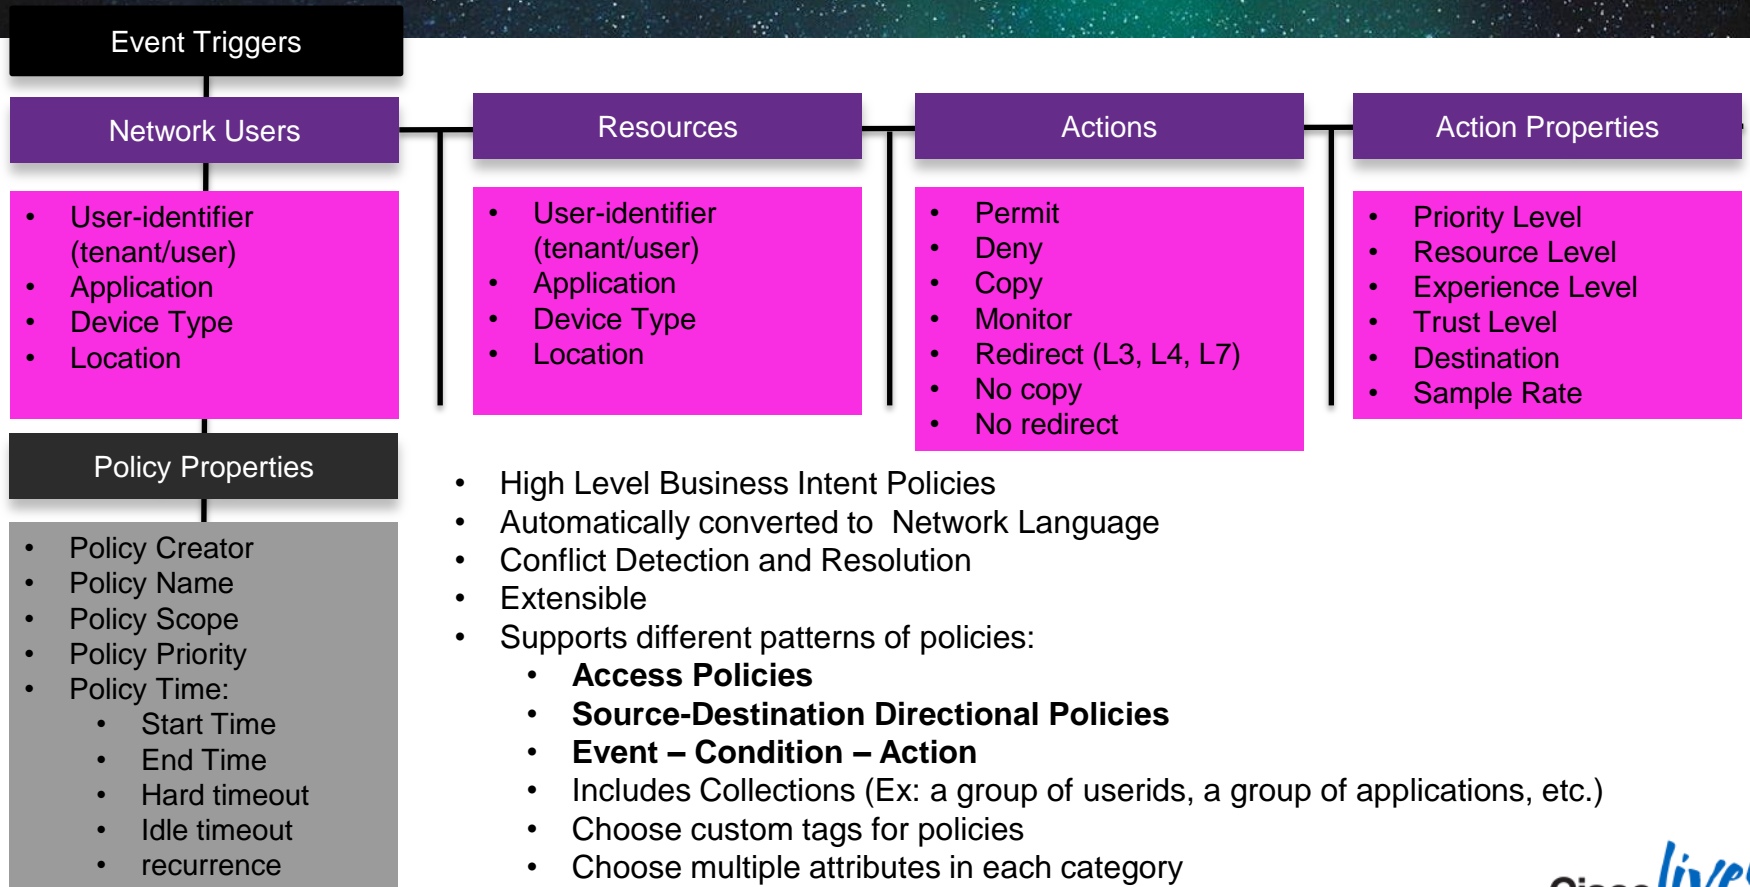 Event Triggers
Network Users
Resources
Actions
Action Properties
• User-identifier
(tenant/user)
• Application
• Device Type
• Location
• User-identifier
(tenant/user)
• Application
• Device Type
• Location
• Permit
• Deny
• Copy
• Monitor
• Redirect (L3, L4, L7)
• No copy
• No redirect
• Priority Level
• Resource Level
• Experience Level
• Trust Level
• Destination
• Sample Rate
Policy Properties
• Policy Creator
• Policy Name
• Policy Scope
• Policy Priority
• Policy Time:
• Start Time
• End Time
• Hard timeout
• Idle timeout
• recurrence
• High Level Business Intent Policies
• Automatically converted to Network Language
• Conflict Detection and Resolution
• Extensible
• Supports different patterns of policies:
• Access Policies
• Source-Destination Directional Policies
• Event – Condition – Action
• Includes Collections (Ex: a group of userids, a group of applications, etc.)
• Choose custom tags for policies
• Choose multiple attributes in each category